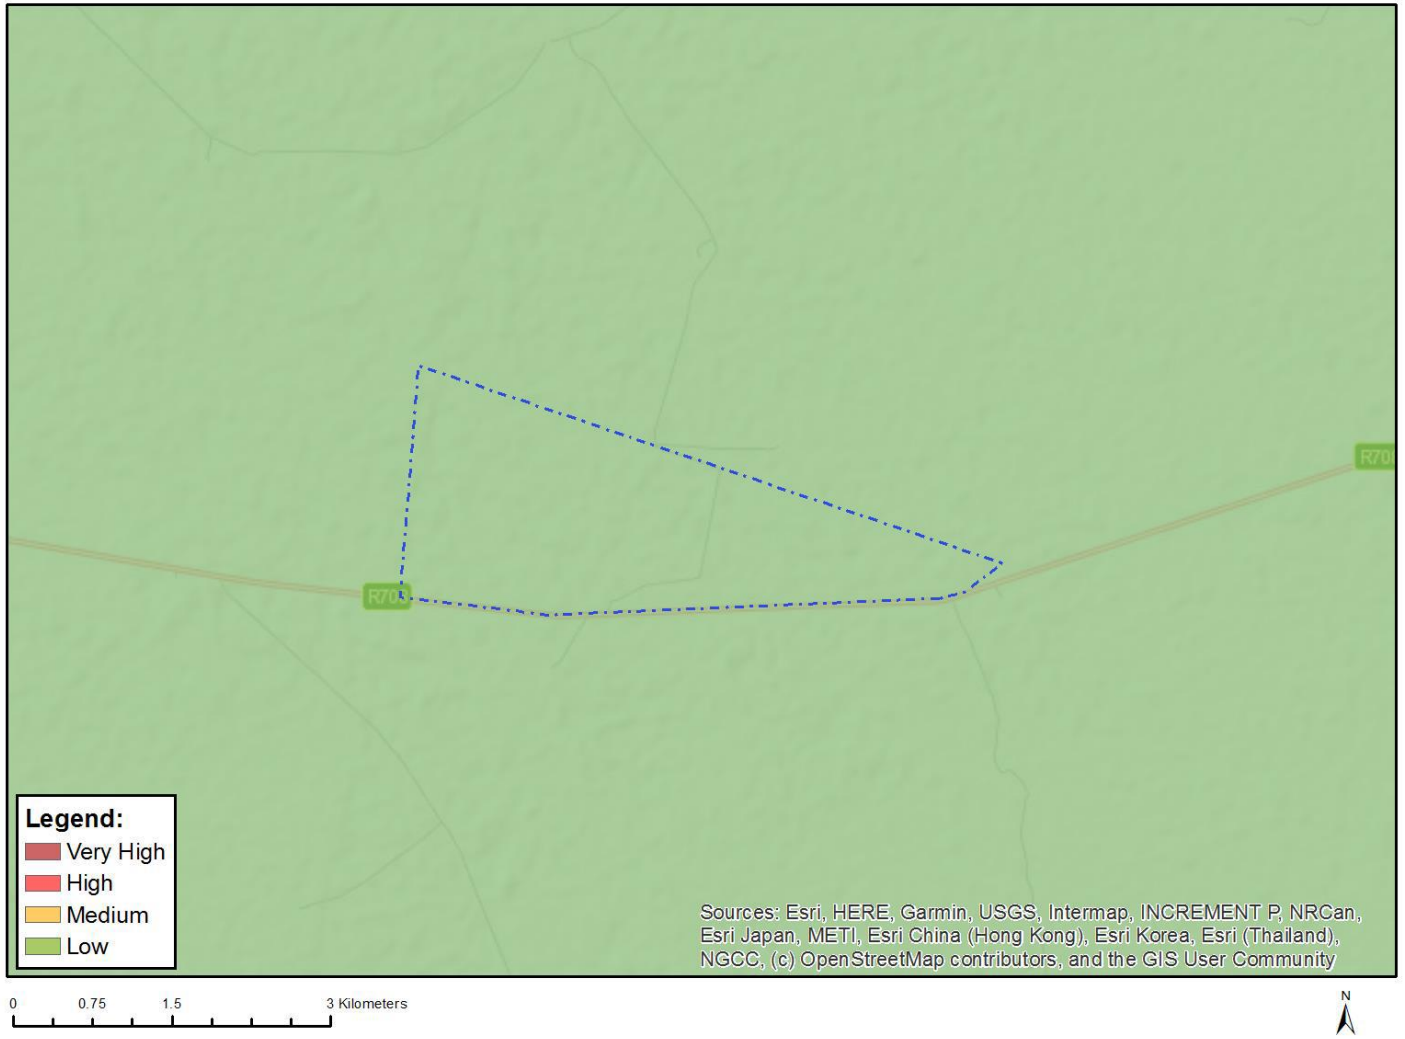 R700
Legend:
Very High
High
Medium
Low
Sources: Esri, HERE, Garmin, USGS, Intermap, INCREMENT P, NRCan,
Esri Japan, METI, Esri China (Hong Kong), Esri Korea, Esri (Thailand),
NGCC, (c) OpenStreetMap contributors, and the GIS User Community
0 0.75 1.5 3 Kilometers
N